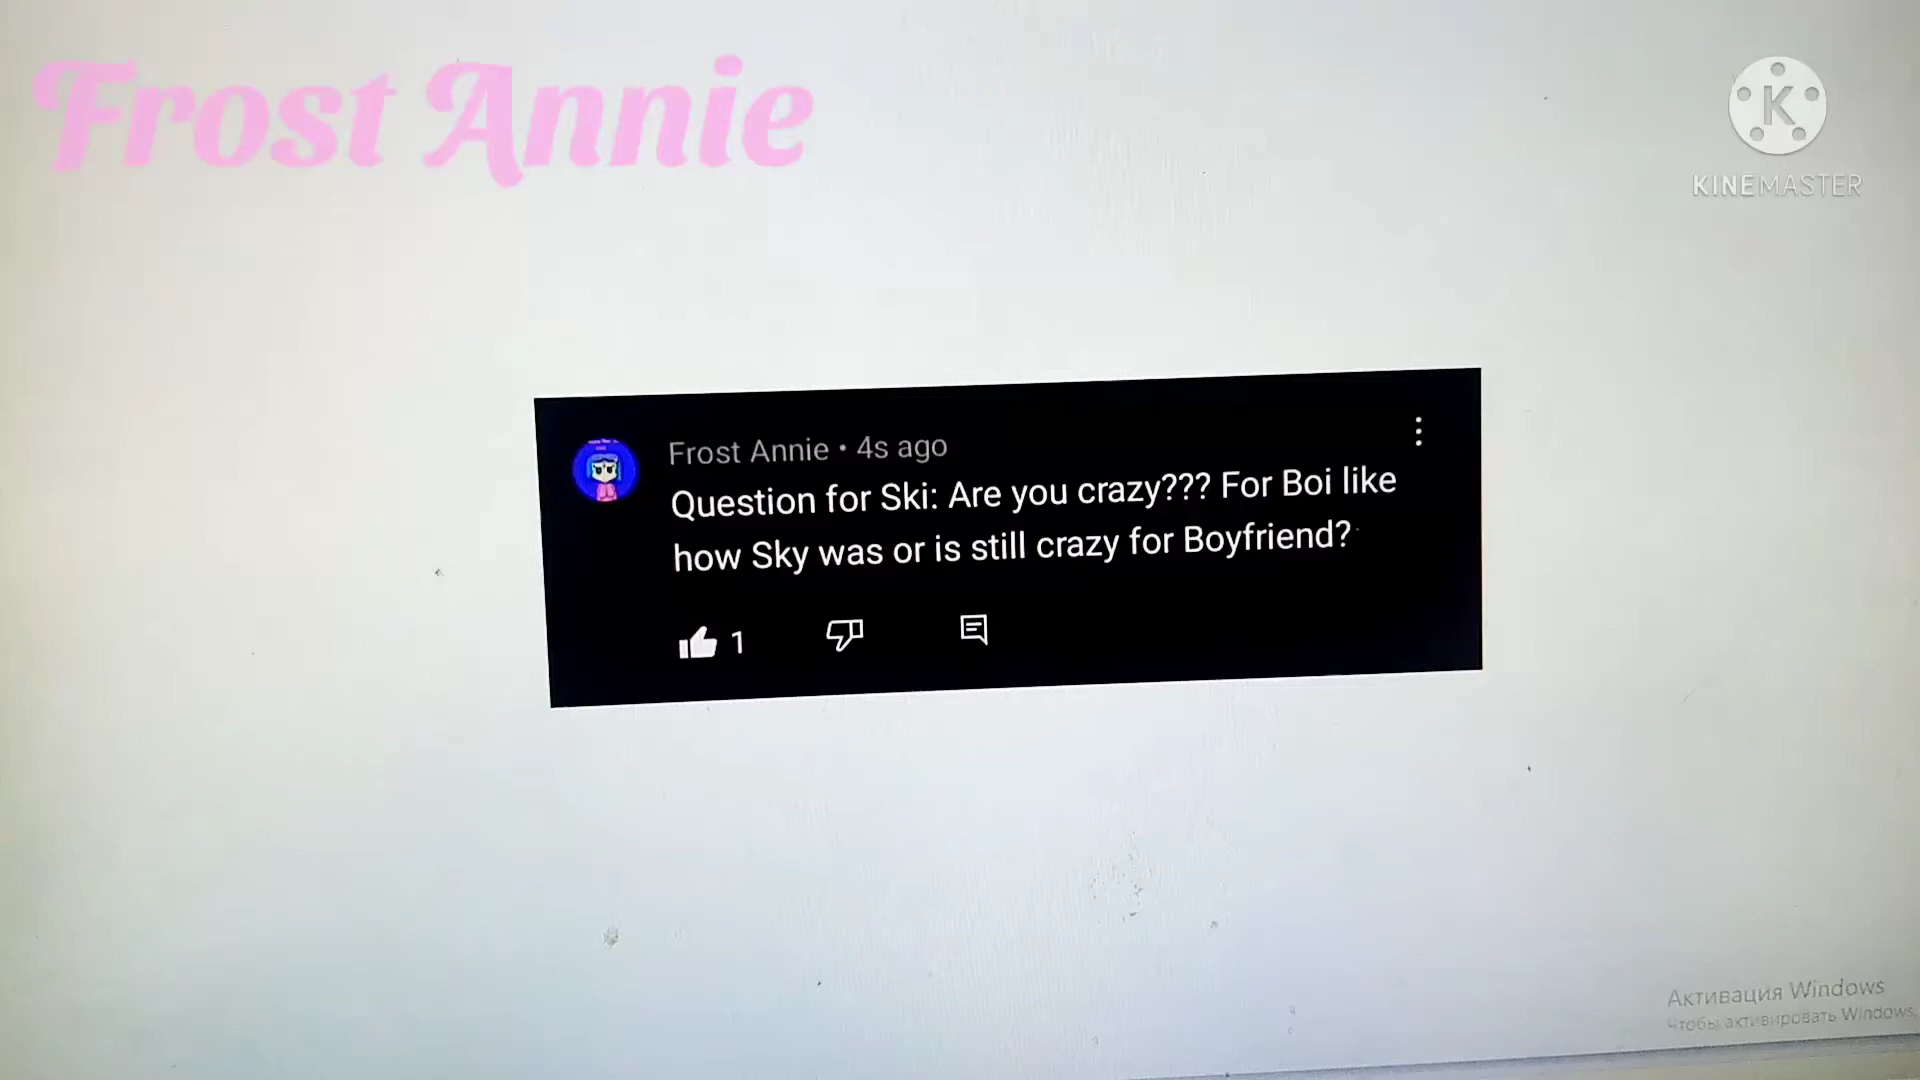 Frost Annie
K
KINEMASTER
Frost Annie • 4s ago
Question for Ski: Are you crazy??? For Boi like
how Sky was or is still crazy for Boyfriend?
1
Активация Windows
Чтобы активировать Windows,